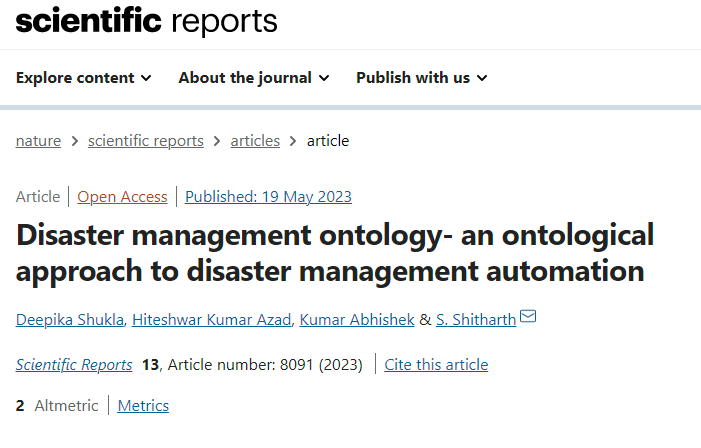 scientific reports
Explore content About the journal Publish with us
nature > scientific reports > articles > article
Article | Open Access | Published: 19 May 2023
Disaster management ontology- an ontological
approach to disaster management automation
Deepika Shukla, Hiteshwar Kumar Azad, Kumar Abhishek & S. Shitharth
Scientific Reports 13, Article number: 8091 (2023) | Cite this article
2 Altmetric | Metrics